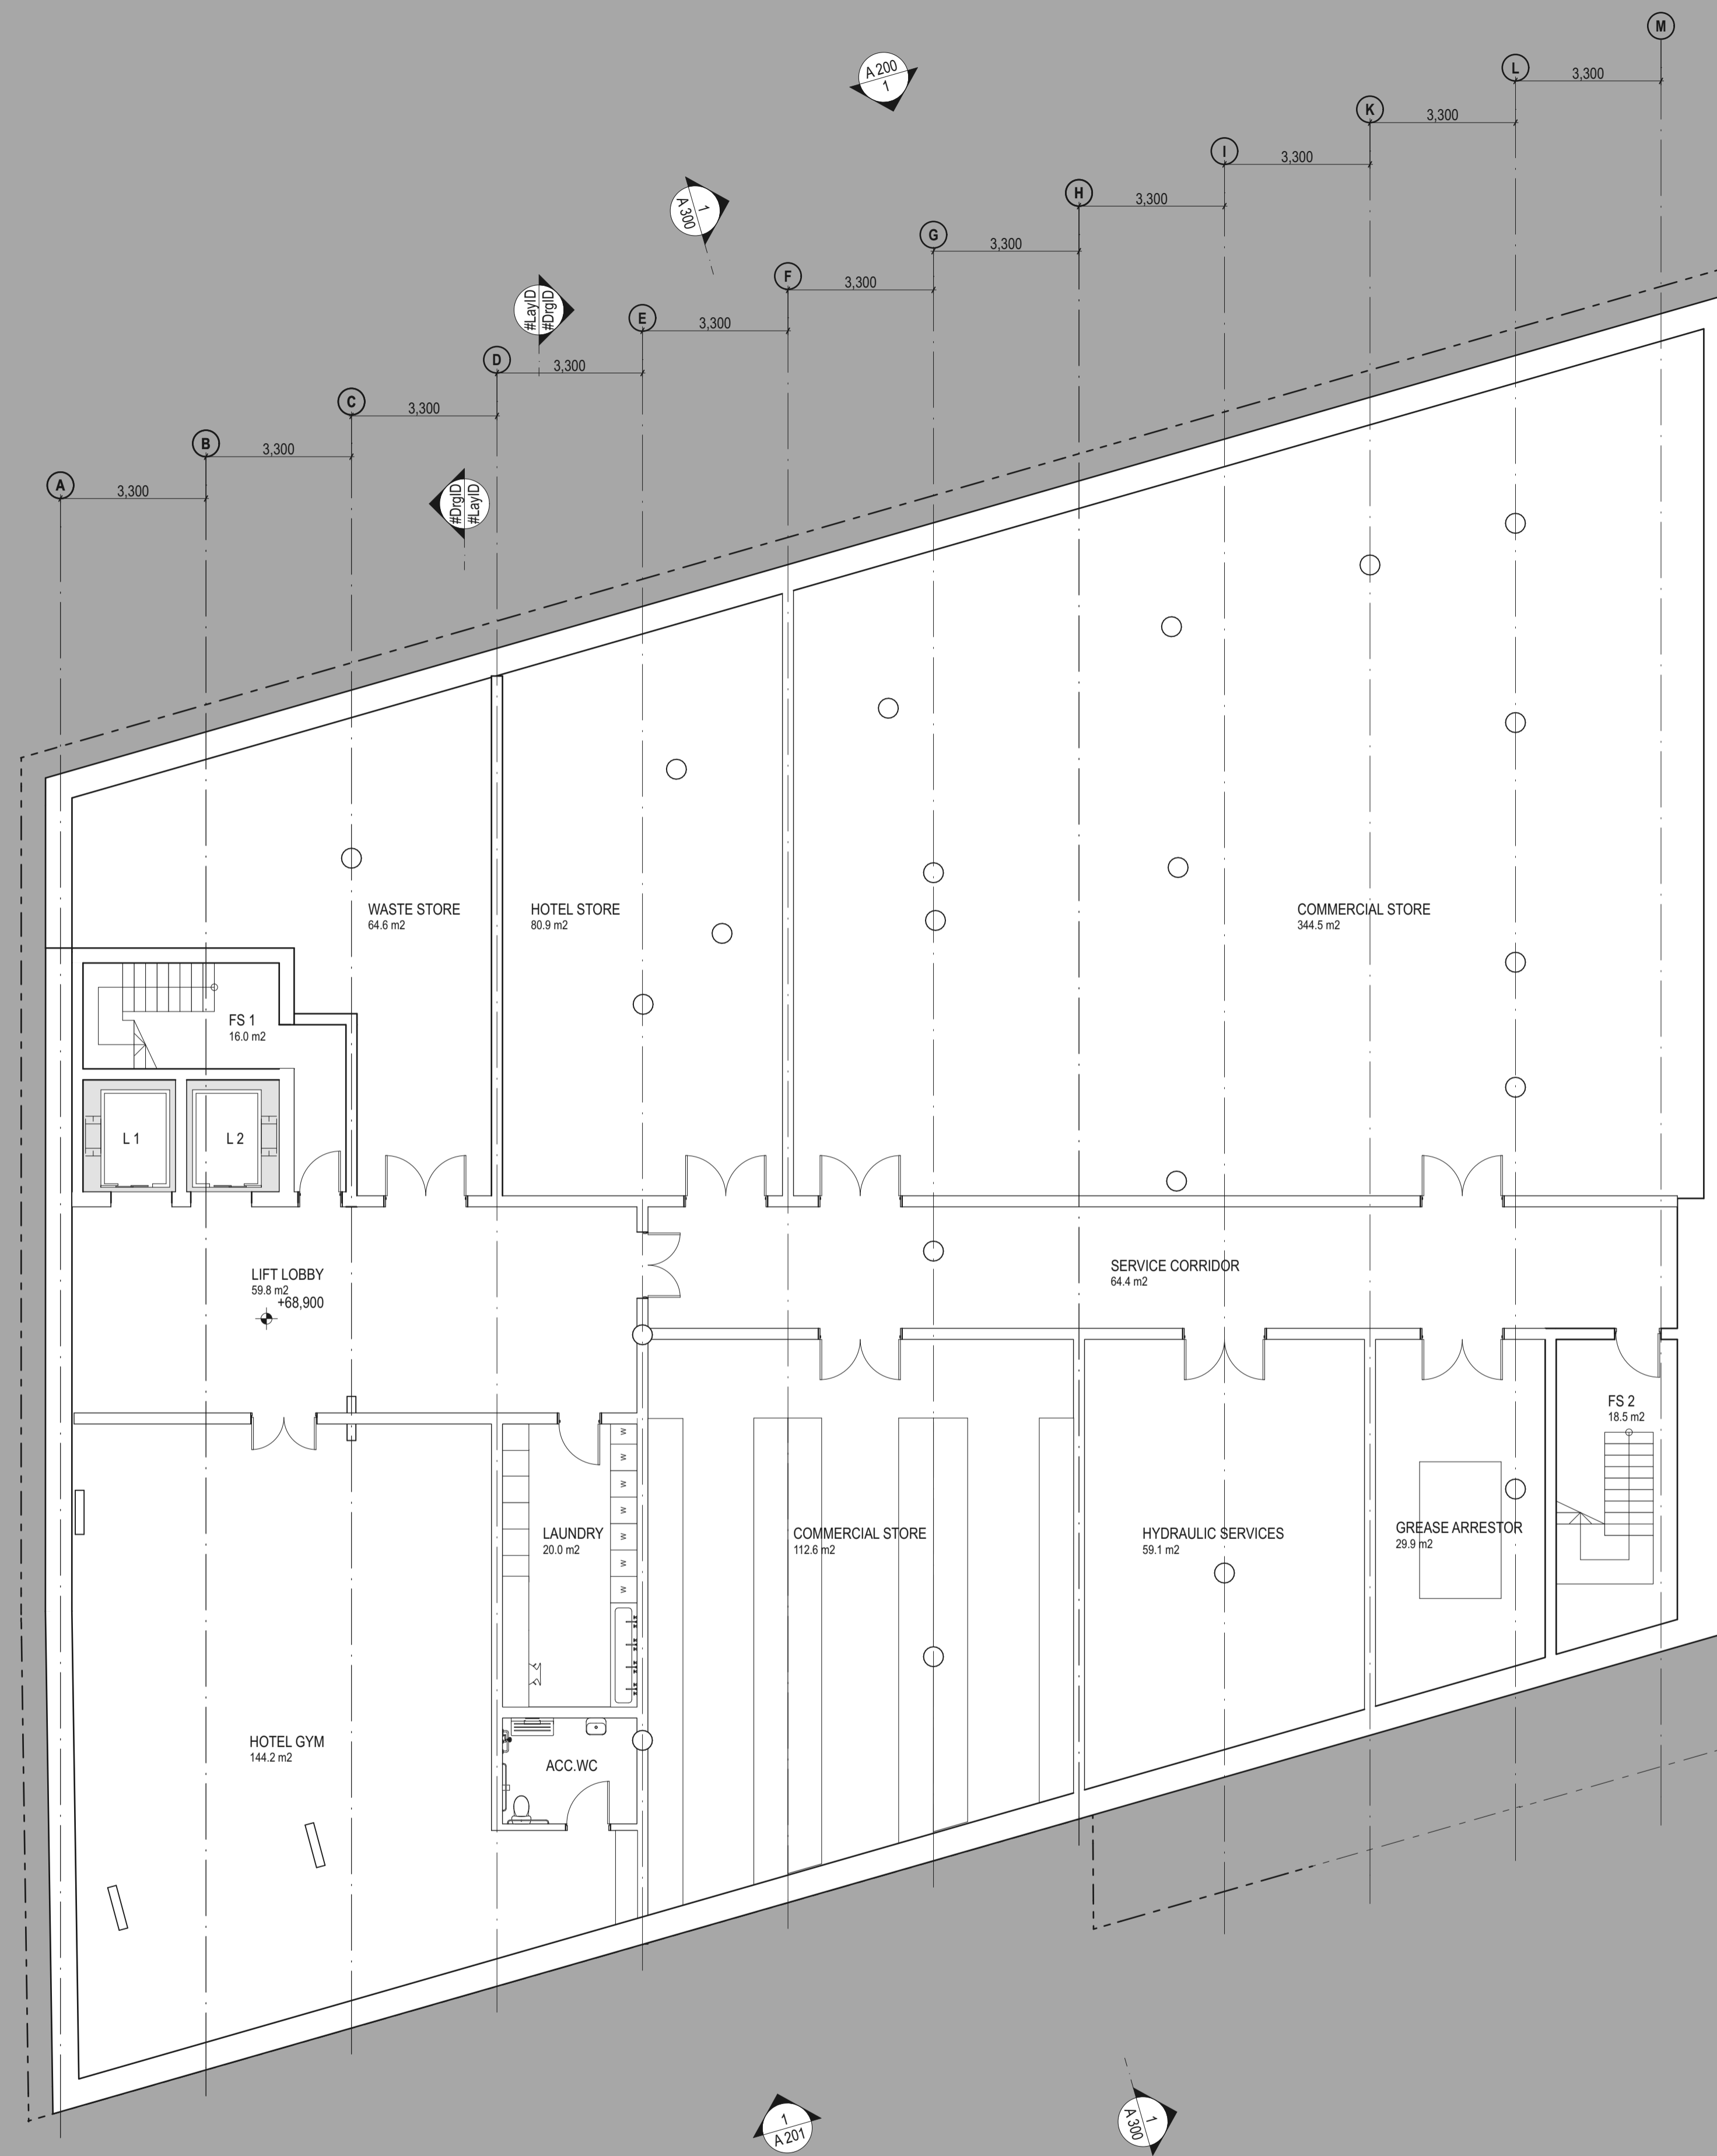 M
L
3,300
A 200
1
K
3,300
I
3,300
1
A 300
H
3,300
G
3,300
F
3,300
#LayID
#DrgID
E
3,300
D
3,300
C
3,300
B
3,300
A
3,300
3,300
#DrgID
#LayID
WASTE STORE
64.6 m2
HOTEL STORE
80.9 m2
COMMERCIAL STORE
344.5 m2
FS 1
16.0 m2
L 1
L 2
LIFT LOBBY
59.8 m2
+68,900
SERVICE CORRIDOR
64.4 m2
FS 2
18.5 m2
W
W
W
W
W
W
W
LAUNDRY
20.0 m2
COMMERCIAL STORE
112.6 m2
HYDRAULIC SERVICES
59.1 m2
GREASE ARRESTOR
29.9 m2
HOTEL GYM
144.2 m2
ACC.WC
1
A 201
1
A 300